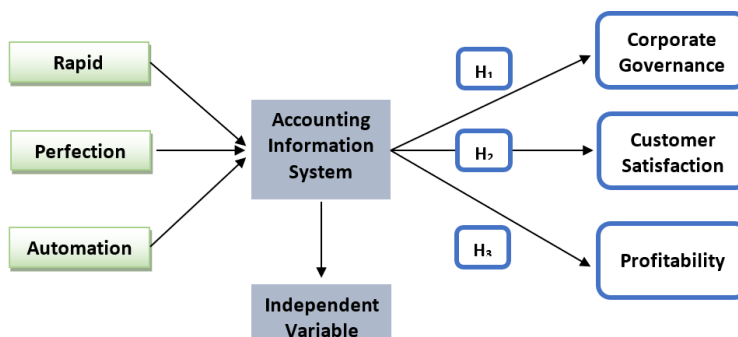 Rapid
Perfection
Automation
Accounting
Information
System
Independent
Variable
H₁
H₂
H₃
Corporate
Governance
Customer
Satisfaction
Profitability